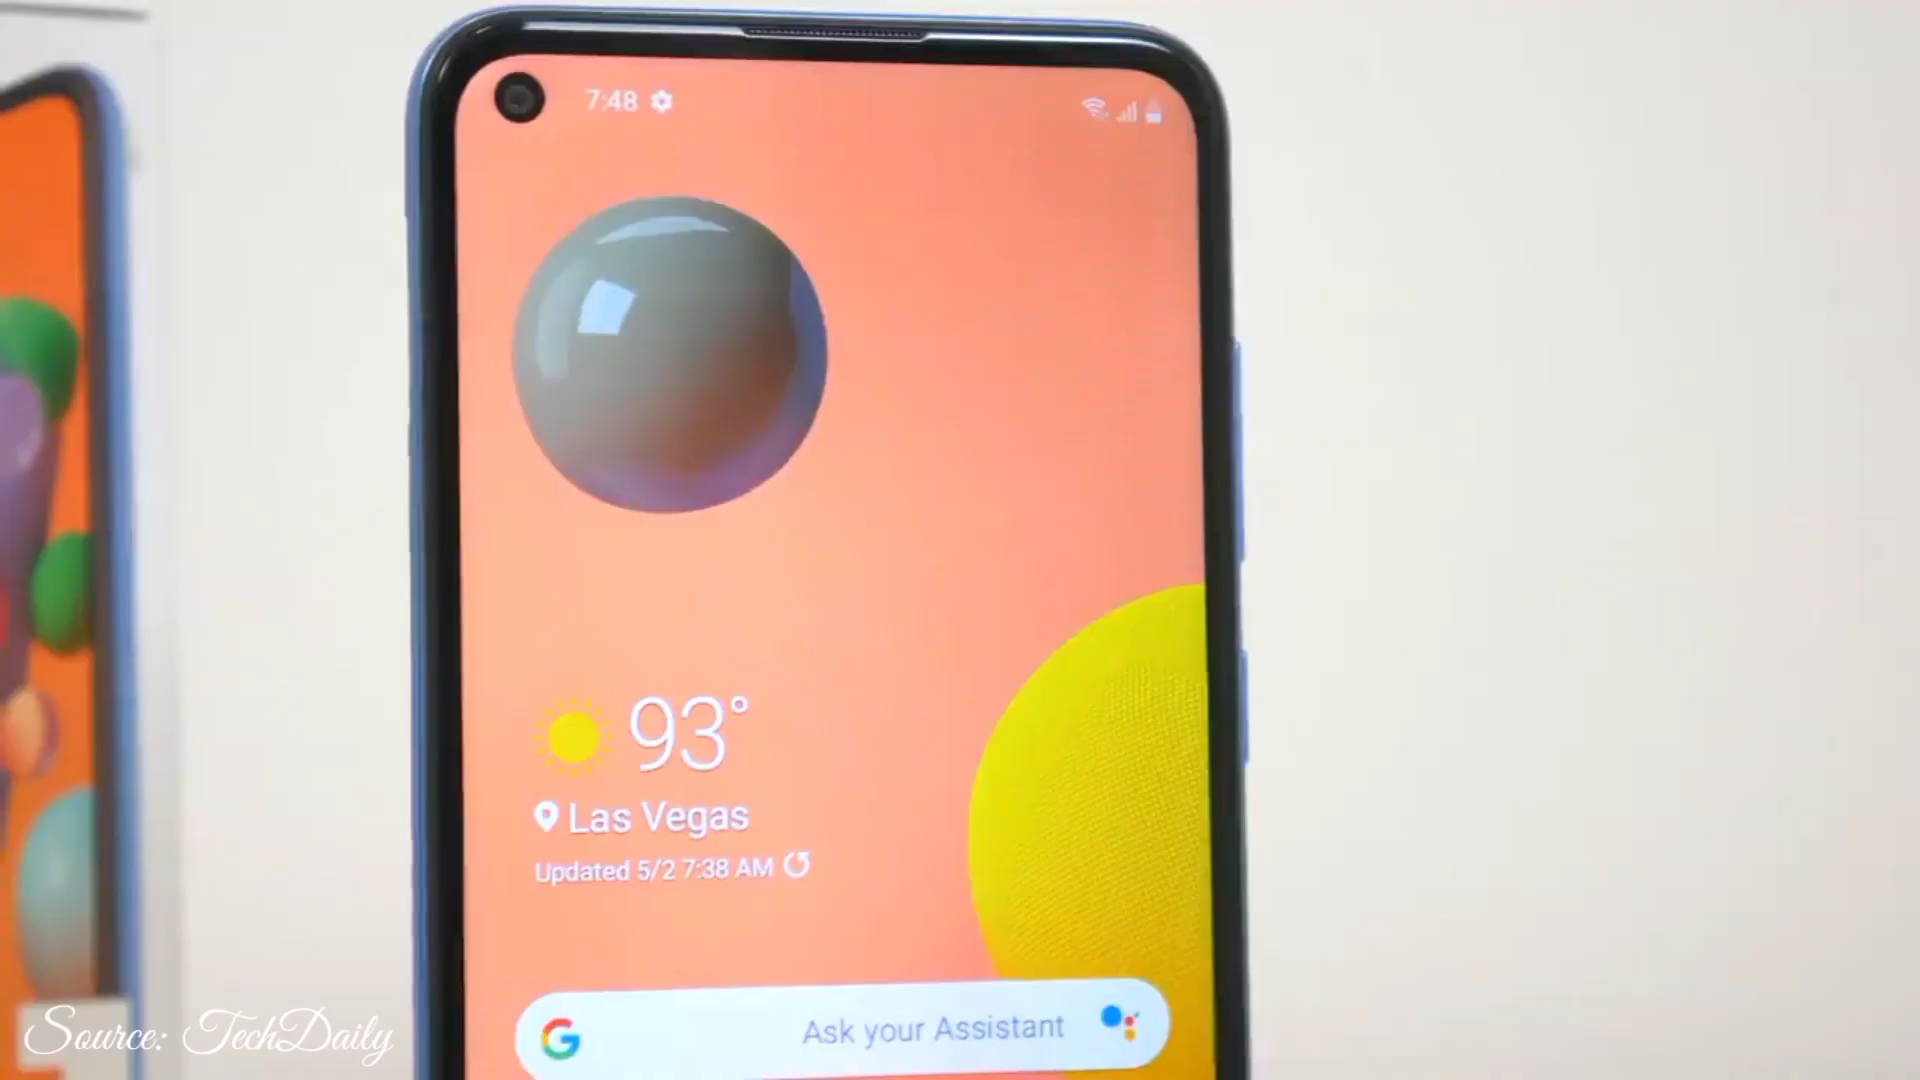 7:48
93°
Las Vegas
Updated 5/2 7:38 AM
G Ask your Assistant
Source: TechDaily